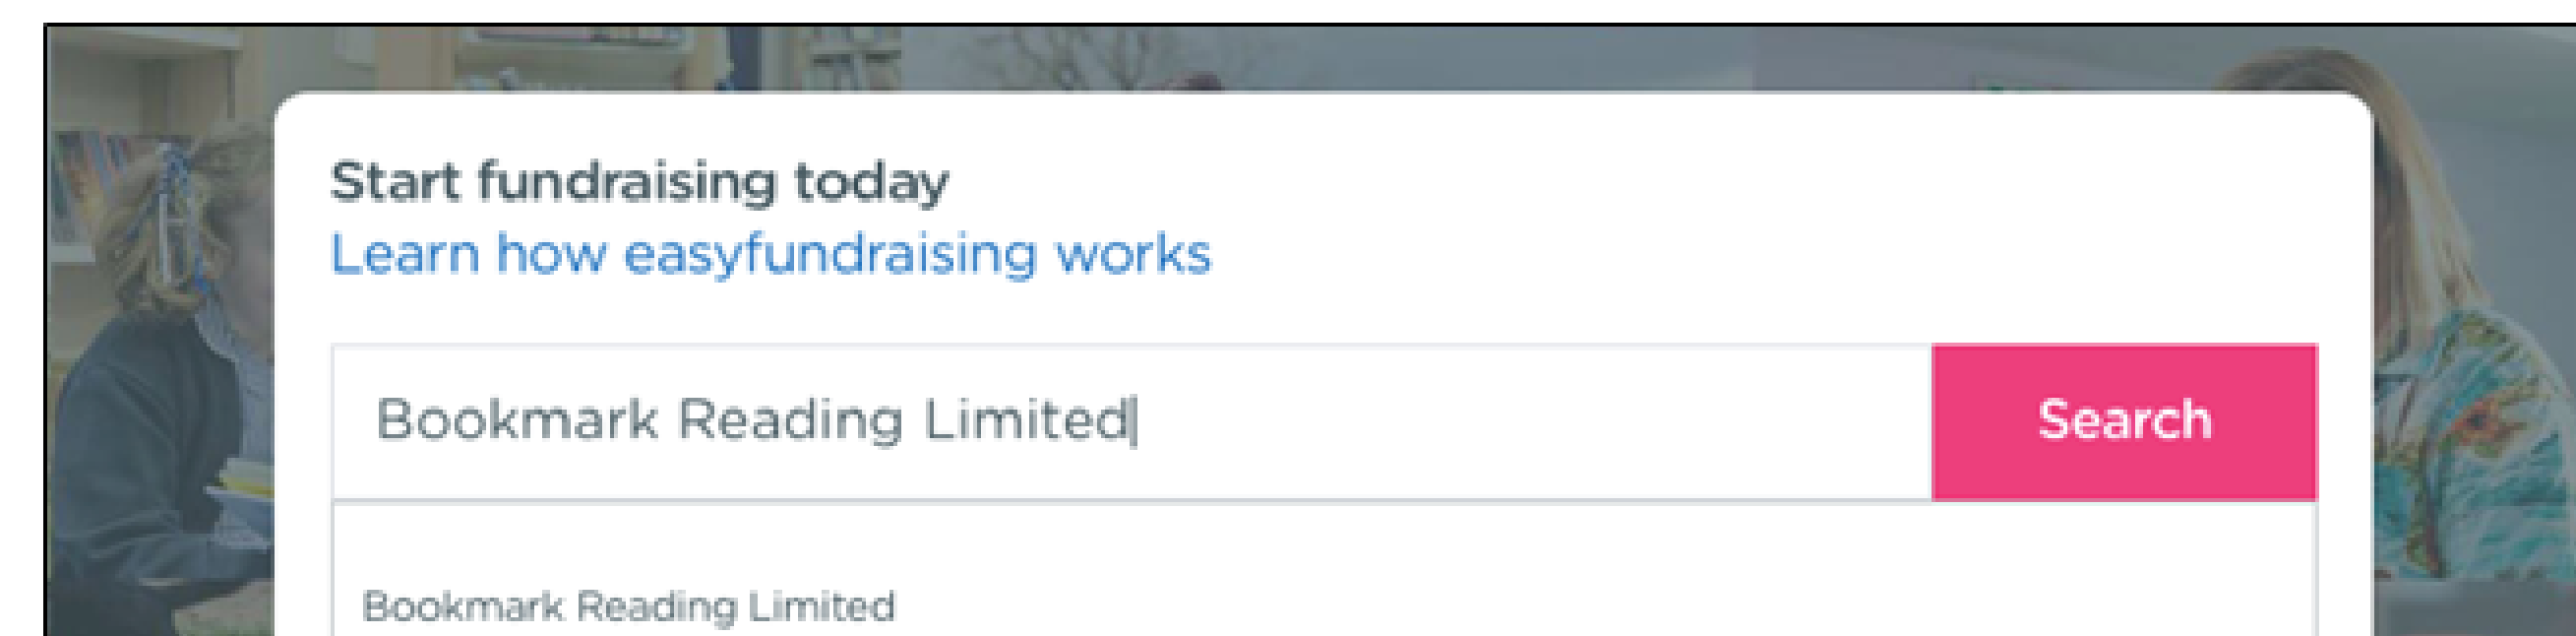 Start fundraising today
Learn how easyfundraising works
Bookmark Reading Limited
Search
Bookmark Reading Limited